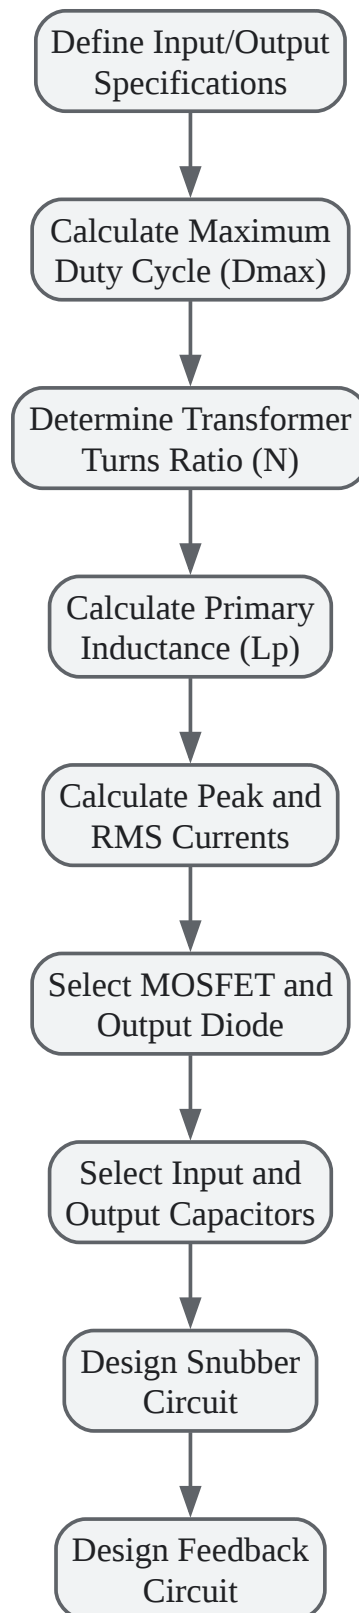 Define Input/Output
Specifications
Calculate Maximum
Duty Cycle (Dmax)
Determine Transformer
Turns Ratio (N)
Calculate Primary
Inductance (Lp)
Calculate Peak and
RMS Currents
Select MOSFET and
Output Diode
Select Input and
Output Capacitors
Design Snubber
Circuit
Design Feedback
Circuit